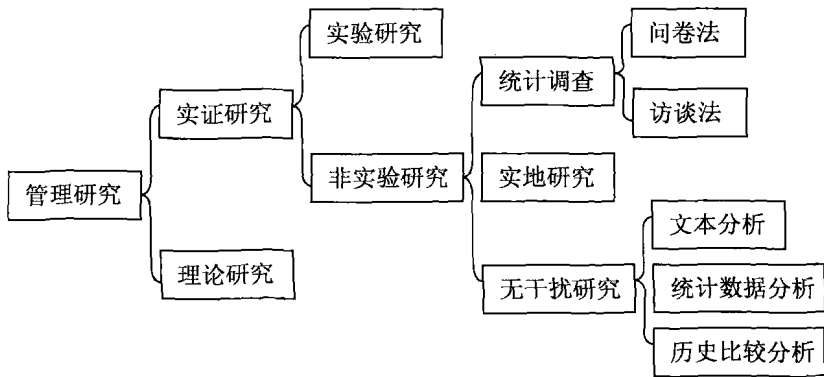 实验研究
问卷法
统计调查
实证研究
访谈法
非实验研究
实地研究
管理研究
文本分析
理论研究
无干扰研究
统计数据分析
历史比较分析